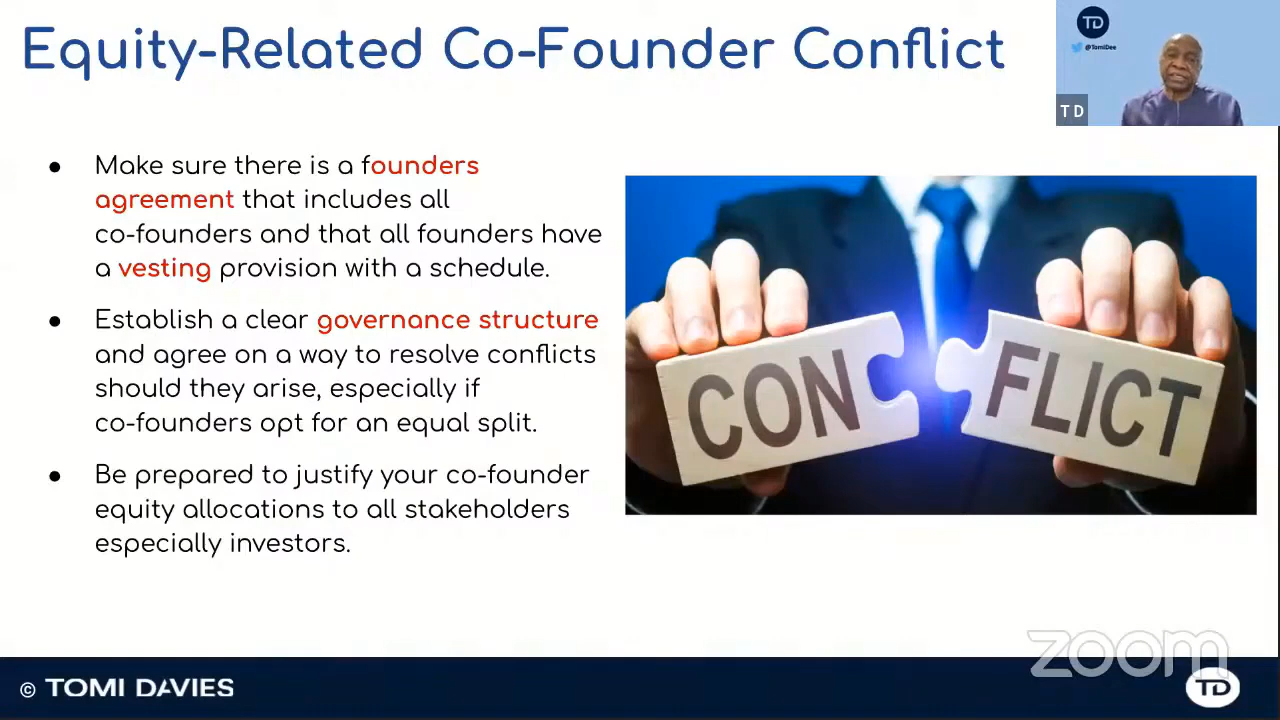 Equity-Related Co-Founder Conflict
TD
@TomiDee
T D
● Make sure there is a founders
agreement that includes all
co-founders and that all founders have
a vesting provision with a schedule.
● Establish a clear governance structure
and agree on a way to resolve conflicts
should they arise, especially if
co-founders opt for an equal split.
● Be prepared to justify your co-founder
equity allocations to all stakeholders
especially investors.
CON FLICT
zoom
© TOMI DAVIES
TD